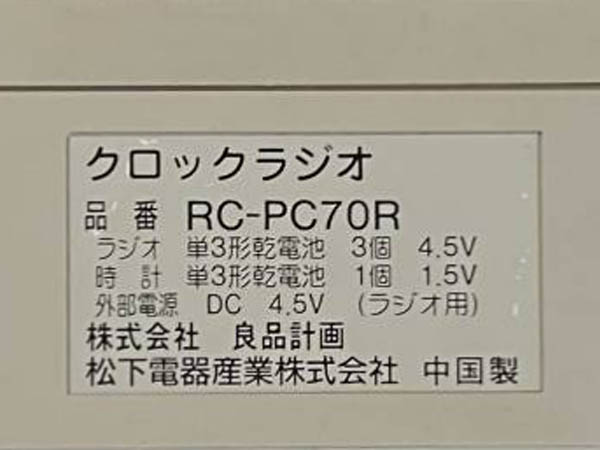 クロックラジオ
品番 RC-PC70R
ラジオ 単3形乾電池 3個 4.5V
時計 単3形乾電池 1個 1.5V
外部電源 DC 4.5V (ラジオ用)
株式会社 良品計画
松下電器産業株式会社 中国製